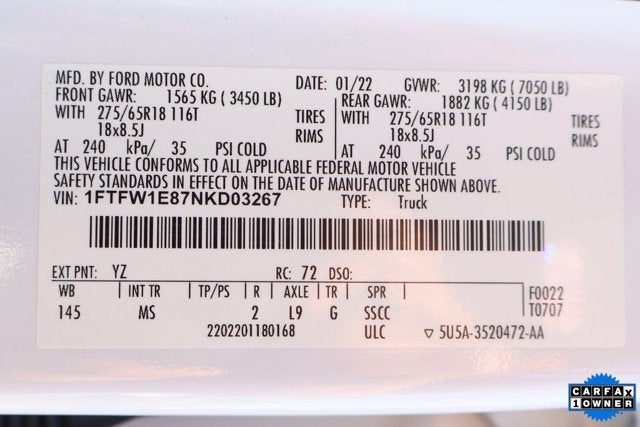 MFD. BY FORD MOTOR CO. DATE: 01/22 GVWR: 3198 KG ( 7050 LB)
FRONT GAWR: 1565 KG ( 3450 LB) REAR GAWR: 1882 KG ( 4150 LB)
WITH 275/65R18 116T TIRES WITH 275/65R18 116T TIRES
18x8.5J RIMS 18x8.5J RIMS
AT 240 kPa/ 35 PSI COLD AT 240 kPa/ 35 PSI COLD
THIS VEHICLE CONFORMS TO ALL APPLICABLE FEDERAL MOTOR VEHICLE
SAFETY STANDARDS IN EFFECT ON THE DATE OF MANUFACTURE SHOWN ABOVE.
VIN: 1FTFW1E87NKD03267 TYPE: Truck
EXT PNT: YZ RC: 72 DSO:
WB INT TR TP/PS R AXLE TR SPR F0022
145 MS 2 L9 G SSCC T0707
2202201180168 ULC ▽ 5U5A-3520472-AA
CARFAX
1 OWNER